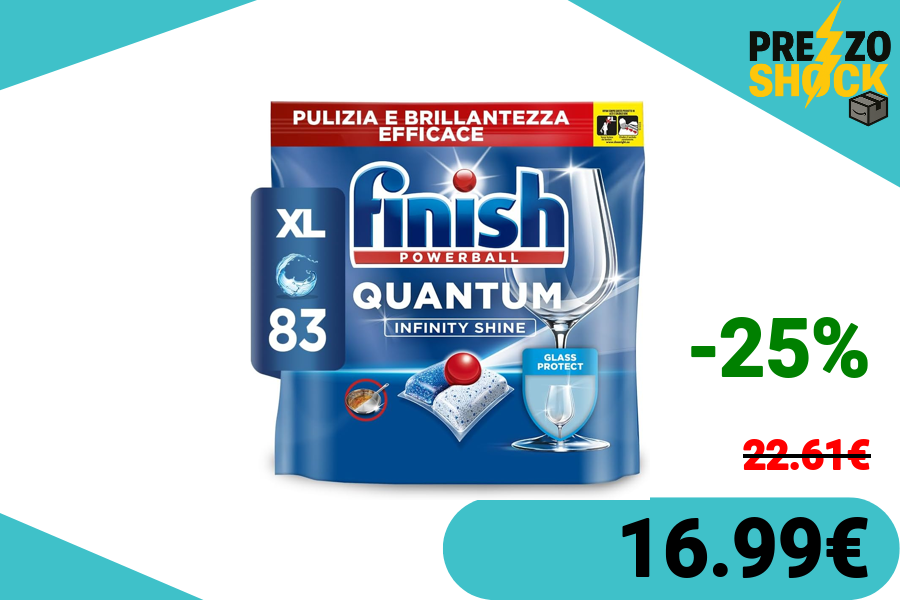 PREZZO
SHOCK
PULIZIA E BRILLANTEZZA
EFFICACE
finish
POWERBALL
XL
83
QUANTUM
INFINITY SHINE
GLASS
PROTECT
-25%
22.61€
16.99€